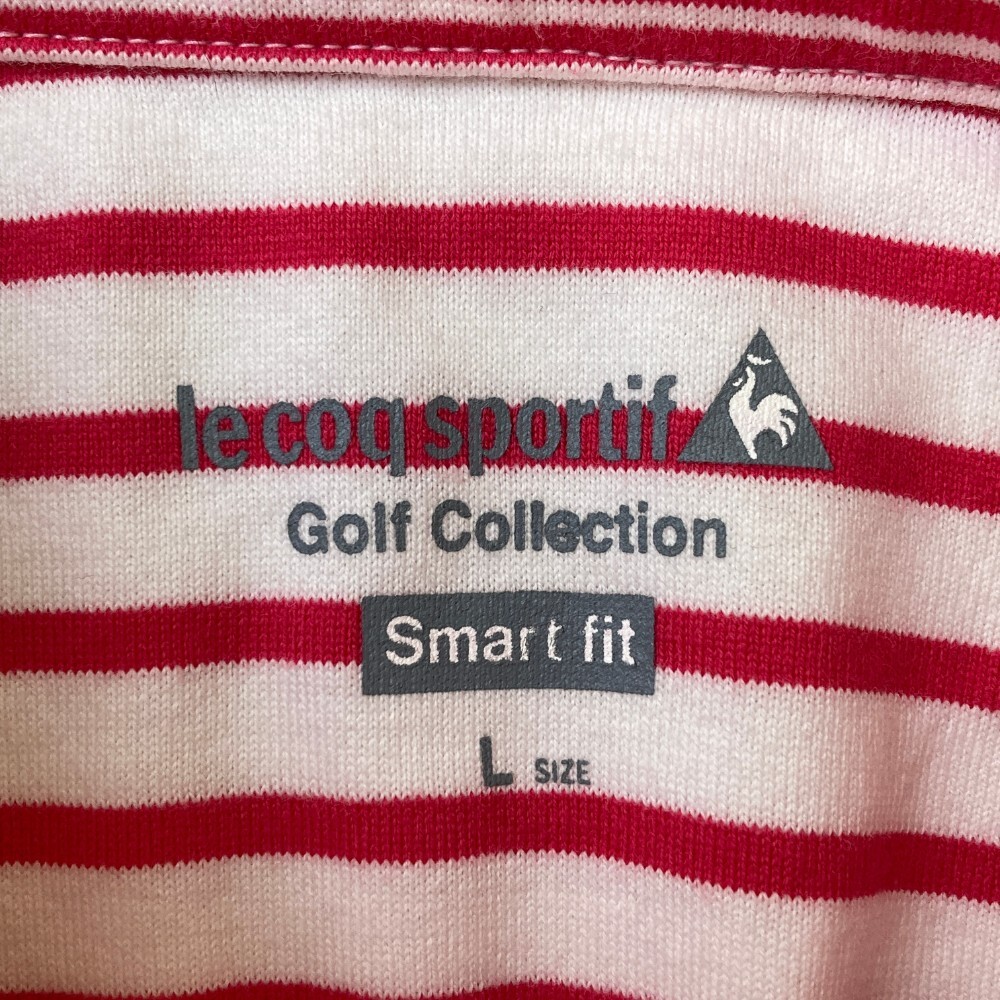 le coq sportif
Golf Collection
Smart fit
L SIZE